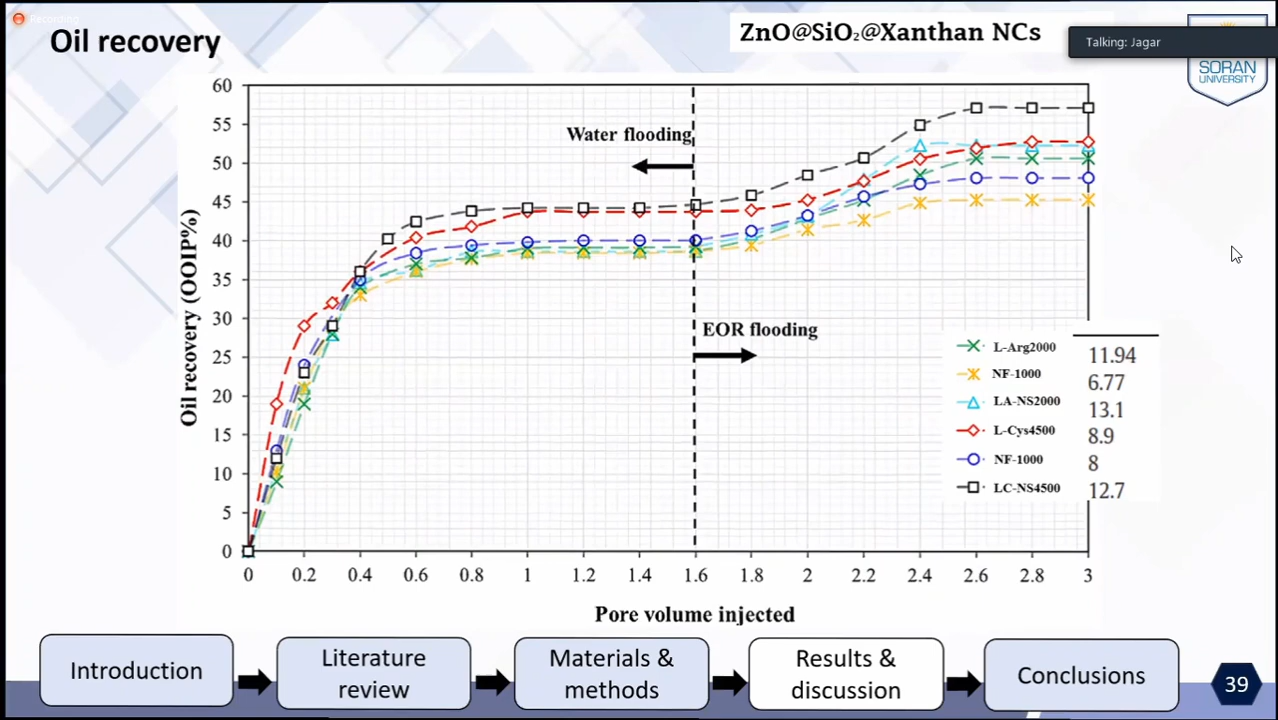 Recording
Oil recovery
ZnO@SiO₂@Xanthan NCs
Talking: Jagar
SORAN
UNIVERSITY
60
55
50
45
40
35
30
25
20
15
10
5
0
Oil recovery (OOIP%)
Water flooding
EOR flooding
L-Arg2000 11.94
NF-1000 6.77
LA-NS2000 13.1
L-Cys4500 8.9
NF-1000 8
LC-NS4500 12.7
0 0.2 0.4 0.6 0.8 1 1.2 1.4 1.6 1.8 2 2.2 2.4 2.6 2.8 3
Pore volume injected
Introduction
Literature
review
Materials &
methods
Results &
discussion
Conclusions
39